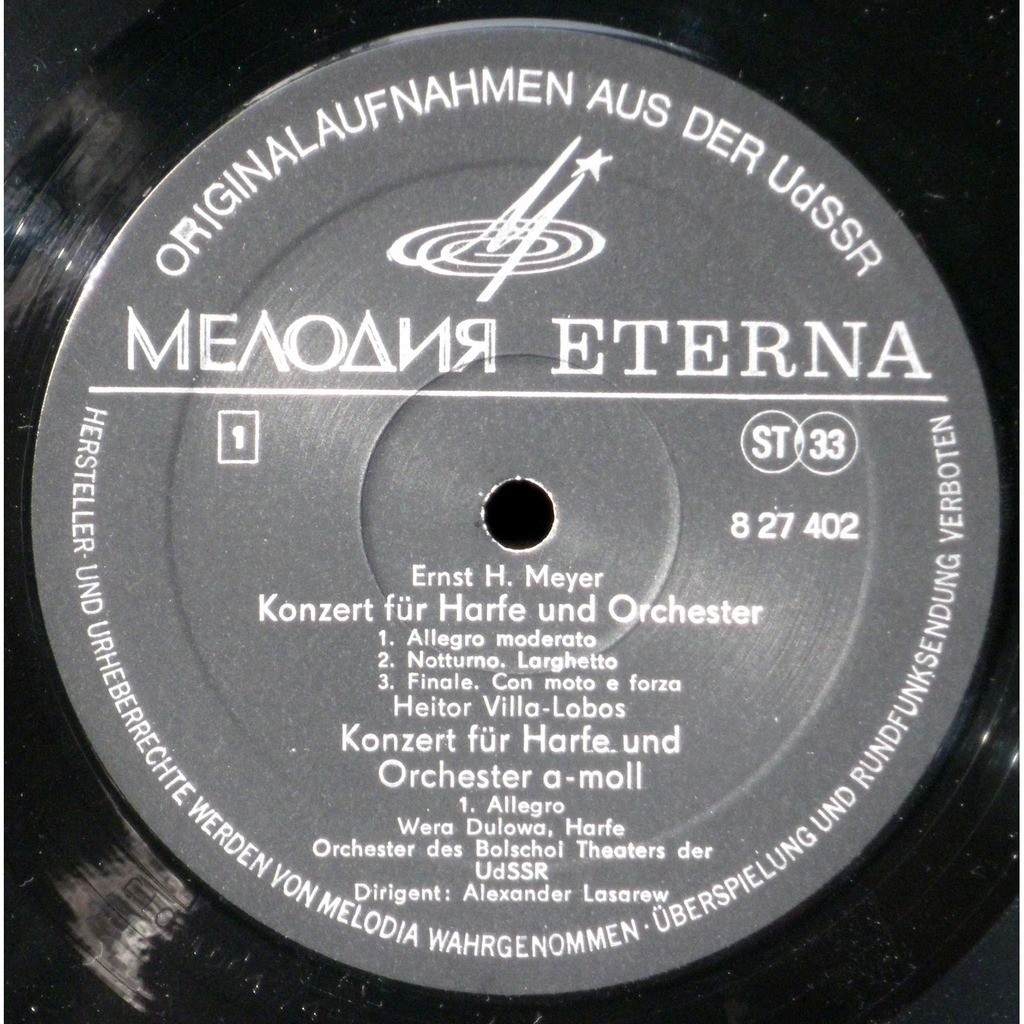 ORIGINALAUFNAHMEN AUS DER UdSSR
МЕЛОДИЯ ETERNA
1
ST 33
8 27 402
Ernst H. Meyer
Konzert für Harfe und Orchester
1. Allegro moderato
2. Notturno. Larghetto
3. Finale. Con moto e forza
Heitor Villa-Lobos
Konzert für Harfe und
Orchester a-moll
1. Allegro
Wera Dulowa, Harfe
Orchester des Bolschoi Theaters der
UdSSR
Dirigent: Alexander Lasarew
HERSTELLER- UND URHEBERRECHTE WERDEN VON MELODIA WAHRGENOMMEN · ÜBERSPIELUNG UND RUNDFUNKSENDUNG VERBOTEN